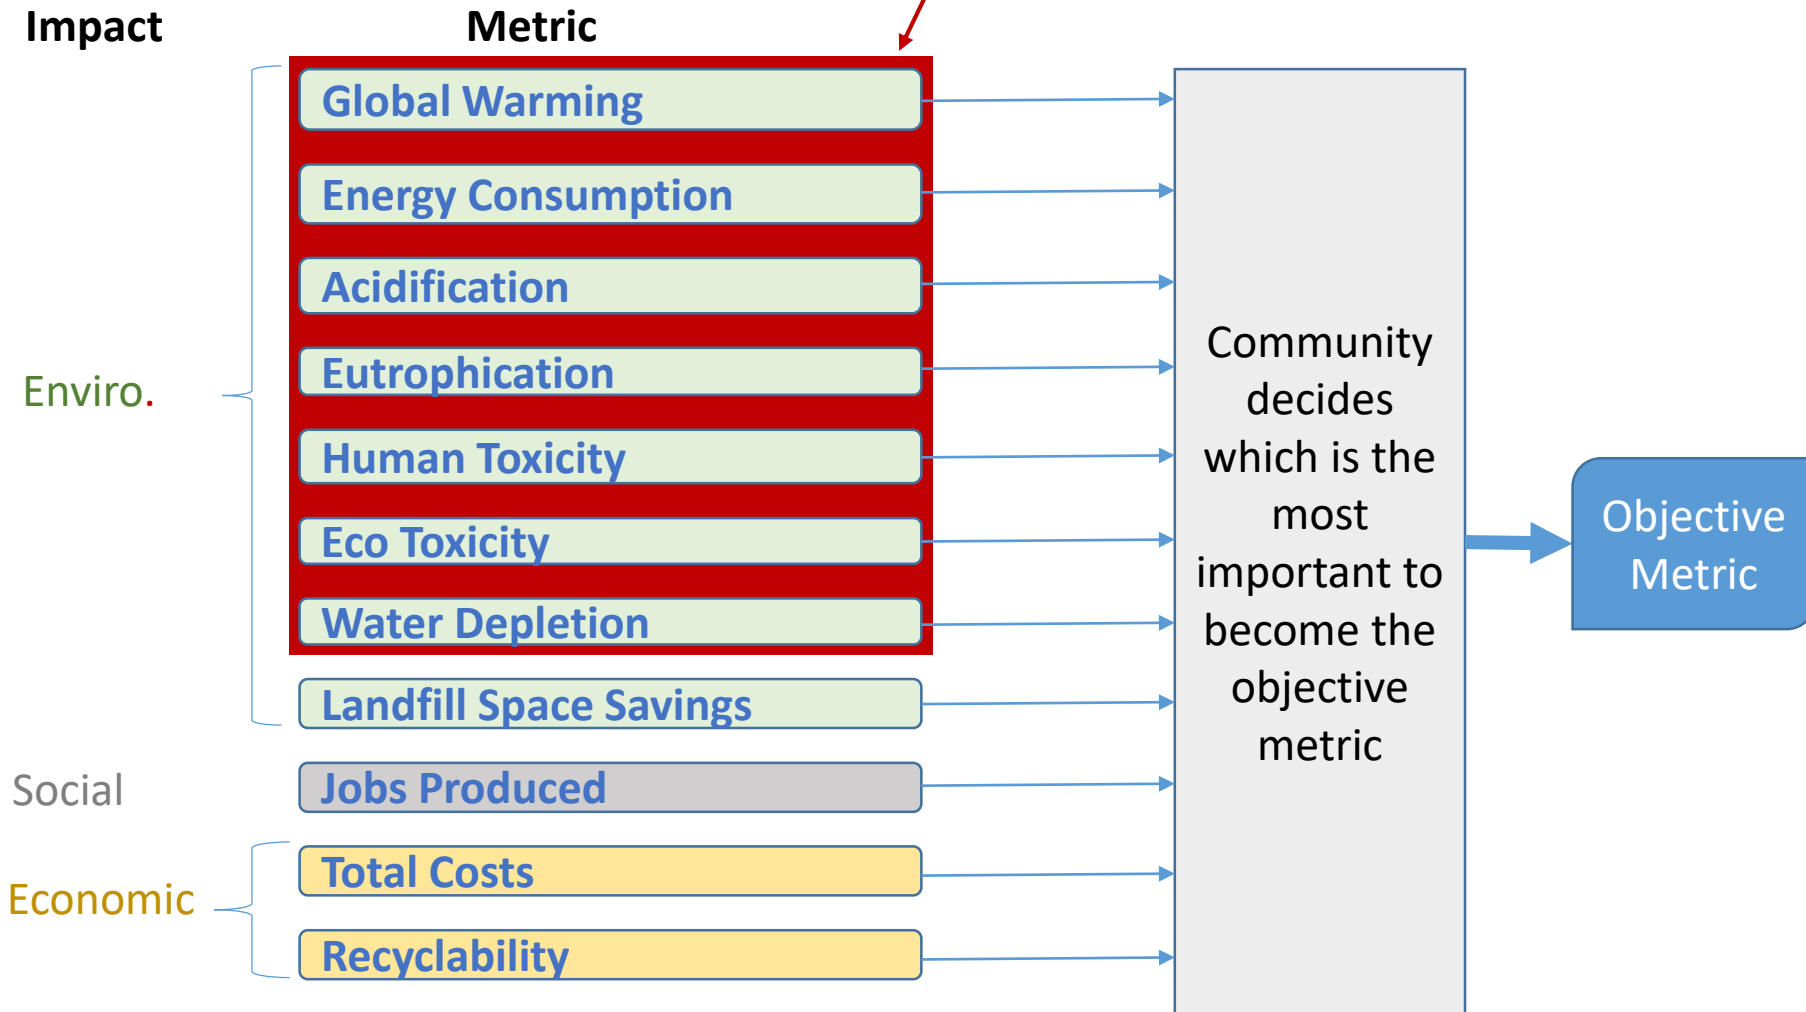 Impact Metric
Global Warming
Energy Consumption
Acidification
Eutrophication
Enviro.
Human Toxicity
Eco Toxicity
Water Depletion
Landfill Space Savings
Social
Jobs Produced
Total Costs
Economic
Recyclability
Community
decides
which is the
most
important to
become the
objective
metric
Objective
Metric